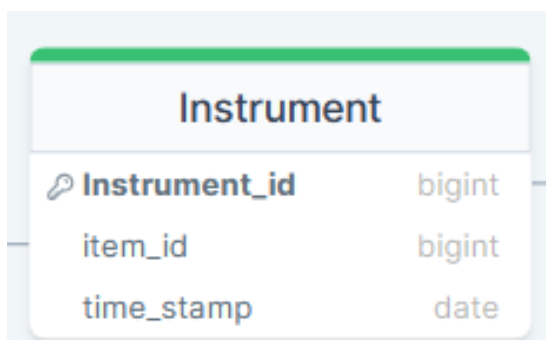 Instrument
Instrument_id bigint
item_id bigint
time_stamp date